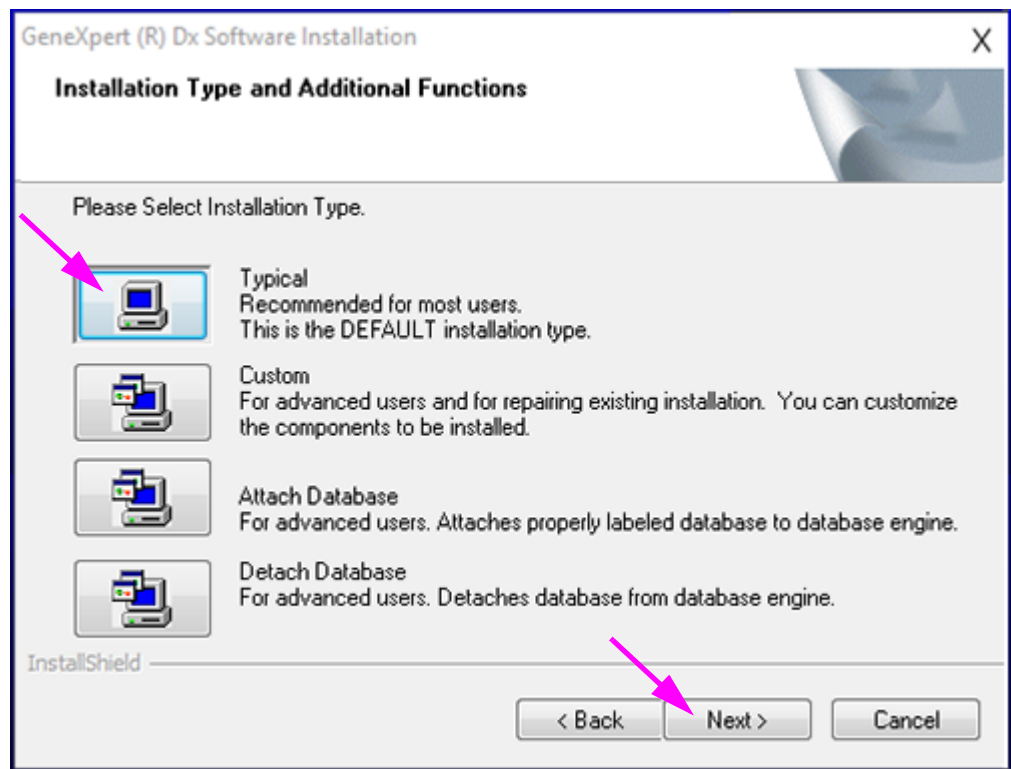 GeneXpert (R) Dx Software Installation
X
Installation Type and Additional Functions
Please Select Installation Type.
Typical
Recommended for most users.
This is the DEFAULT installation type.
Custom
For advanced users and for repairing existing installation.  You can customize
the components to be installed.
Attach Database
For advanced users. Attaches properly labeled database to database engine.
Detach Database
For advanced users. Detaches database from database engine.
InstallShield
< Back
Next >
Cancel